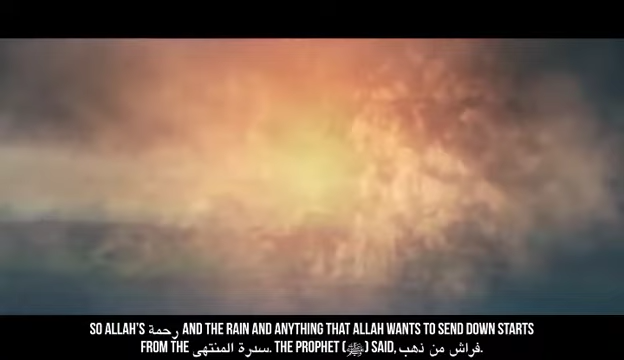 SO ALLAH'S رحمة AND THE RAIN AND ANYTHING THAT ALLAH WANTS TO SEND DOWN STARTS
FROM THE سدرة المنتهى. THE PROPHET (ﷺ) SAID, فراش من ذهب.